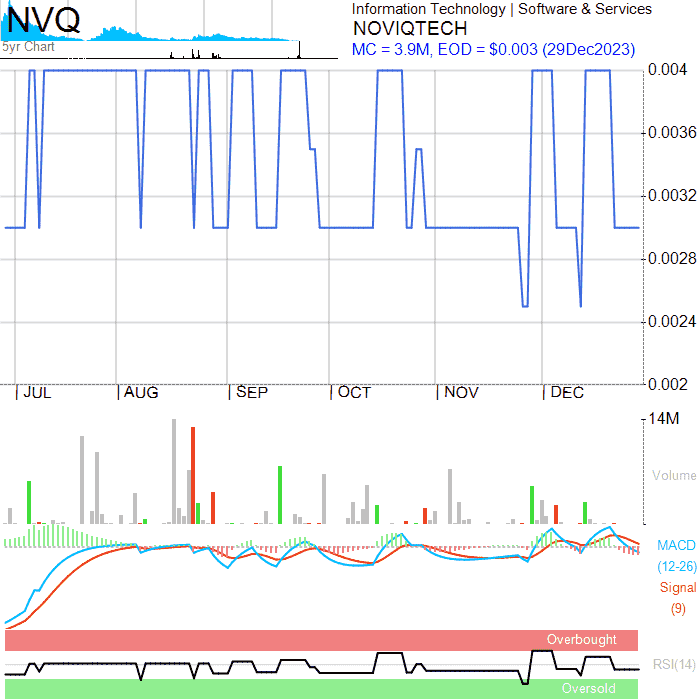 NVQ
5yr Chart
Information Technology | Software & Services
NOVIQTECH
MC = 3.9M, EOD = $0.003 (29Dec2023)
0.004
0.0036
0.0032
0.0028
0.0024
0.002
JUL AUG SEP OCT NOV DEC
14M
Volume
MACD
(12-26)
Signal
(9)
Overbought
RSI(14)
Oversold